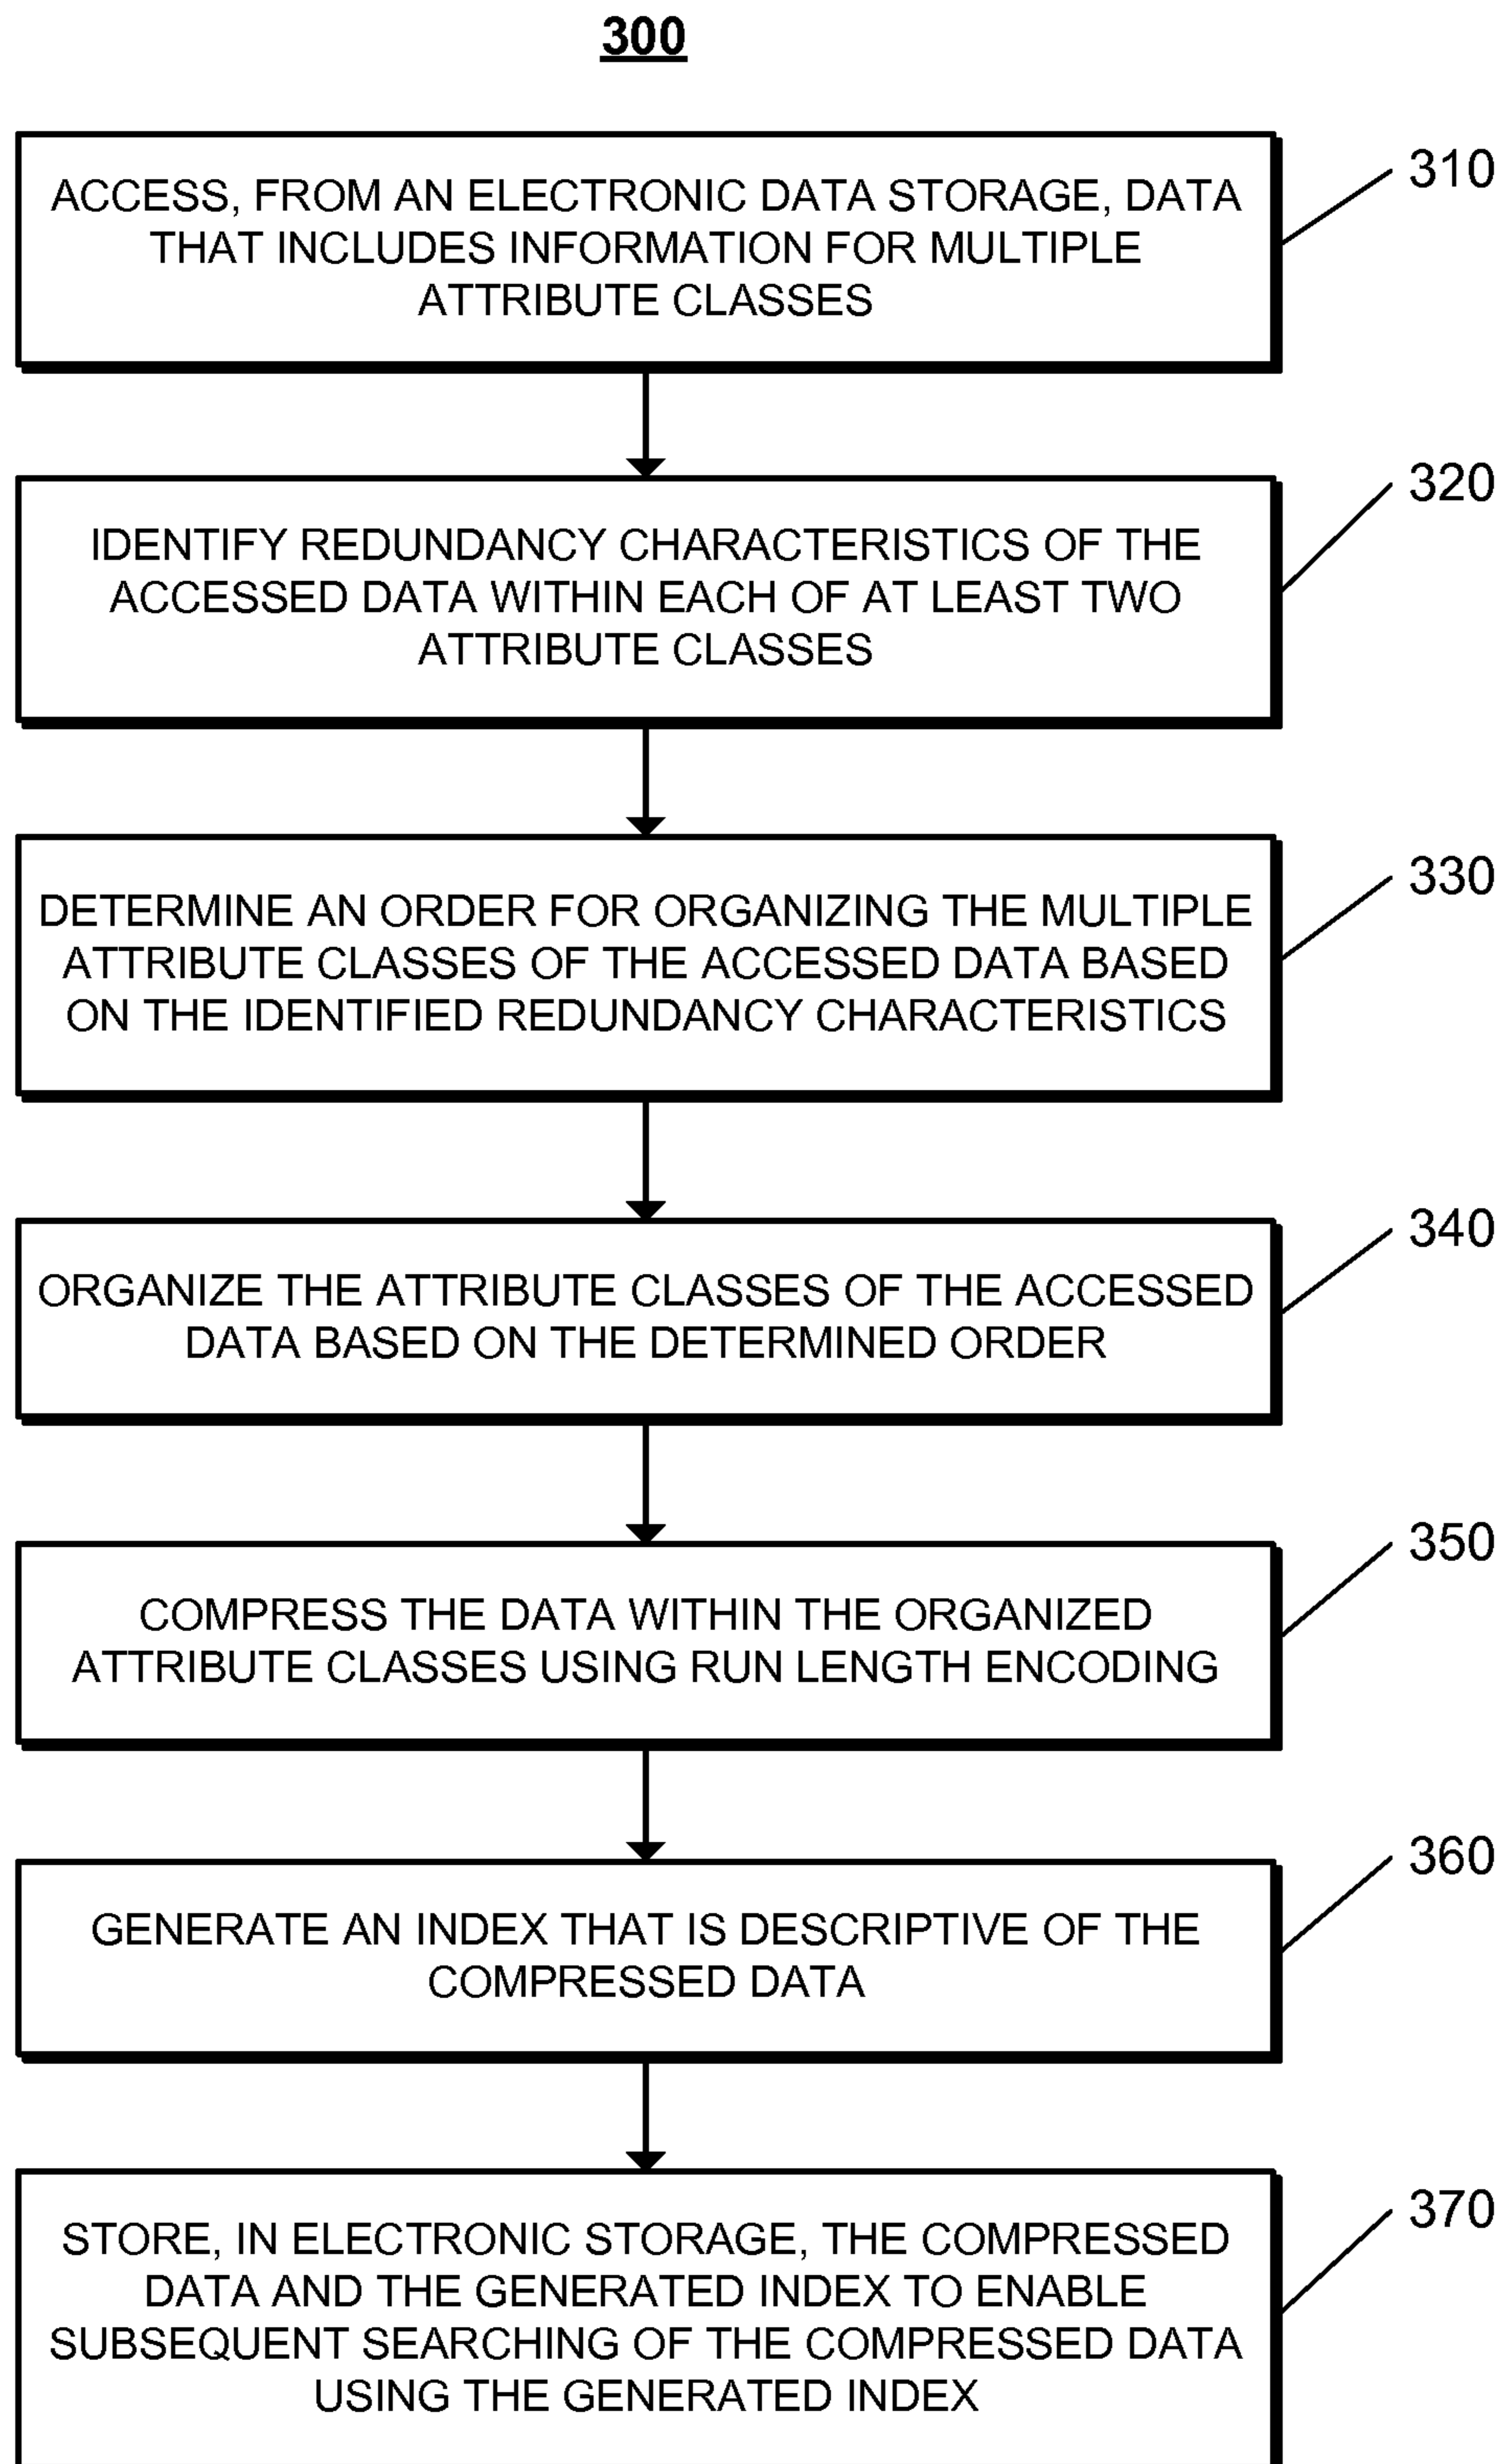 300
ACCESS, FROM AN ELECTRONIC DATA STORAGE, DATA
THAT INCLUDES INFORMATION FOR MULTIPLE
ATTRIBUTE CLASSES
310
IDENTIFY REDUNDANCY CHARACTERISTICS OF THE
ACCESSED DATA WITHIN EACH OF AT LEAST TWO
ATTRIBUTE CLASSES
320
DETERMINE AN ORDER FOR ORGANIZING THE MULTIPLE
ATTRIBUTE CLASSES OF THE ACCESSED DATA BASED
ON THE IDENTIFIED REDUNDANCY CHARACTERISTICS
330
ORGANIZE THE ATTRIBUTE CLASSES OF THE ACCESSED
DATA BASED ON THE DETERMINED ORDER
340
COMPRESS THE DATA WITHIN THE ORGANIZED
ATTRIBUTE CLASSES USING RUN LENGTH ENCODING
350
GENERATE AN INDEX THAT IS DESCRIPTIVE OF THE
COMPRESSED DATA
360
STORE, IN ELECTRONIC STORAGE, THE COMPRESSED
DATA AND THE GENERATED INDEX TO ENABLE
SUBSEQUENT SEARCHING OF THE COMPRESSED DATA
USING THE GENERATED INDEX
370